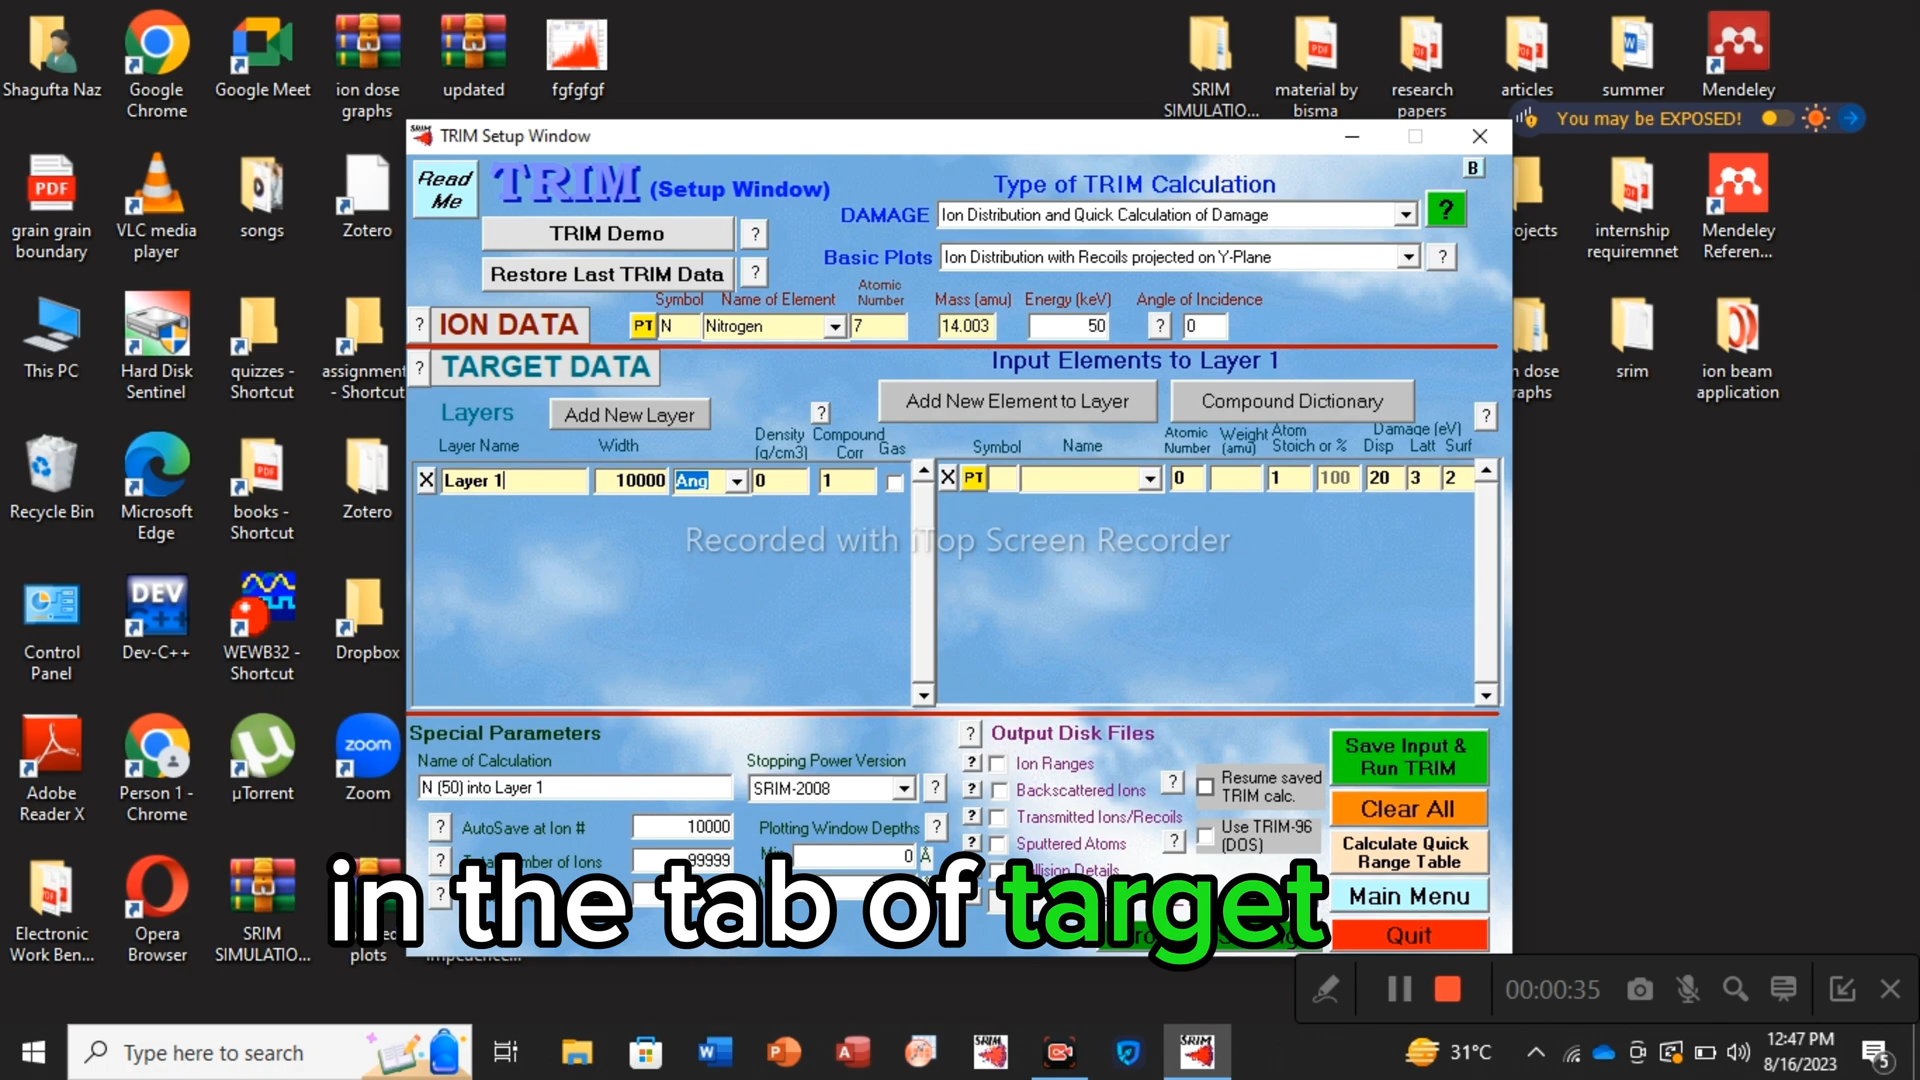 Shagufta Naz
Google Chrome
Google Meet
ion dose graphs
updated
fgfgfgf
SRIM SIMULATIO...
material by bisma
research papers
articles
summer
Mendeley
You may be EXPOSED!
TRIM Setup Window
Read Me
TRIM (Setup Window)
B
Type of TRIM Calculation
TRIM Demo
?
DAMAGE
Ion Distribution and Quick Calculation of Damage
?
Restore Last TRIM Data
?
Basic Plots
Ion Distribution with Recoils projected on Y-Plane
?
Symbol
Name of Element
Atomic Number
Mass (amu)
Energy (keV)
Angle of Incidence
? ION DATA
PT N Nitrogen 7 14.003 50 ? 0
? TARGET DATA
Input Elements to Layer 1
Layers
Add New Layer
?
Add New Element to Layer
Compound Dictionary
?
Layer Name
Width
Density (g/cm3)
Compound Corr
Gas
Symbol
Name
Atomic Number
Weight (amu)
Atom Stoich or %
Damage (eV)
Disp Latt Surf
X Layer 1 10000 Ang 0 1
X PT 0 1 100 20 3 2
Recorded with iTop Screen Recorder
Special Parameters
Name of Calculation
N (50) into Layer 1
Stopping Power Version
SRIM-2008
?
? AutoSave at Ion # 10000
Plotting Window Depths ?
? Total Number of Ions 99999
0 Å
?
? Output Disk Files
? Ion Ranges
? Backscattered Ions
? Transmitted Ions/Recoils
? Sputtered Atoms
Collision Details
? Resume saved TRIM calc.
? Use TRIM-96 (DOS)
Save Input & Run TRIM
Clear All
Calculate Quick Range Table
Main Menu
Quit
in the tab of target
grain grain boundary
VLC media player
songs
Zotero
This PC
Hard Disk Sentinel
quizzes - Shortcut
assignment - Shortcut
Recycle Bin
Microsoft Edge
books - Shortcut
Zotero
Control Panel
Dev-C++
WEWB32 - Shortcut
Dropbox
Adobe Reader X
Person 1 - Chrome
µTorrent
Zoom
Electronic Work Ben...
Opera Browser
SRIM SIMULATIO...
plots
internship requiremnet
Mendeley Referen...
srim
ion beam application
PDF
DEV C++
zoom
00:00:35
Type here to search
SRIM
SRIM
31°C
12:47 PM
8/16/2023
5